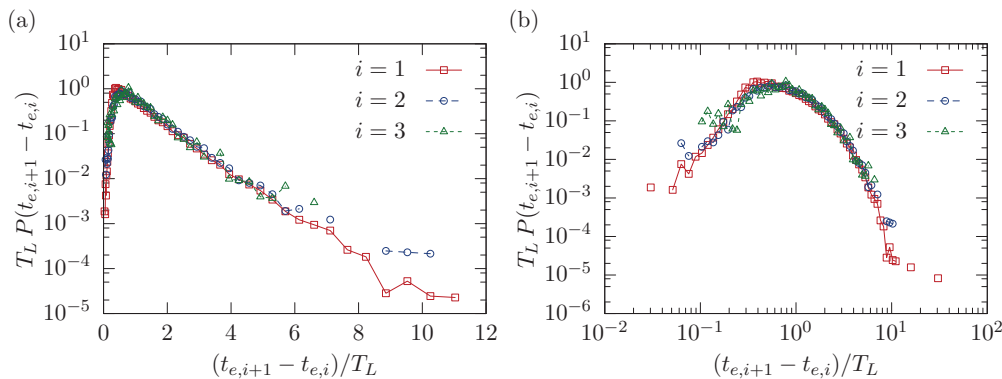 (a)
T_L P(t_{e,i+1} − t_{e,i})
10^1
10^0
10^{−1}
10^{−2}
10^{−3}
10^{−4}
10^{−5}
0 2 4 6 8 10 12
(t_{e,i+1} − t_{e,i})/T_L
i = 1
i = 2
i = 3
(b)
T_L P(t_{e,i+1} − t_{e,i})
10^1
10^0
10^{−1}
10^{−2}
10^{−3}
10^{−4}
10^{−5}
10^{−6}
10^{−2} 10^{−1} 10^0 10^1 10^2
(t_{e,i+1} − t_{e,i})/T_L
i = 1
i = 2
i = 3